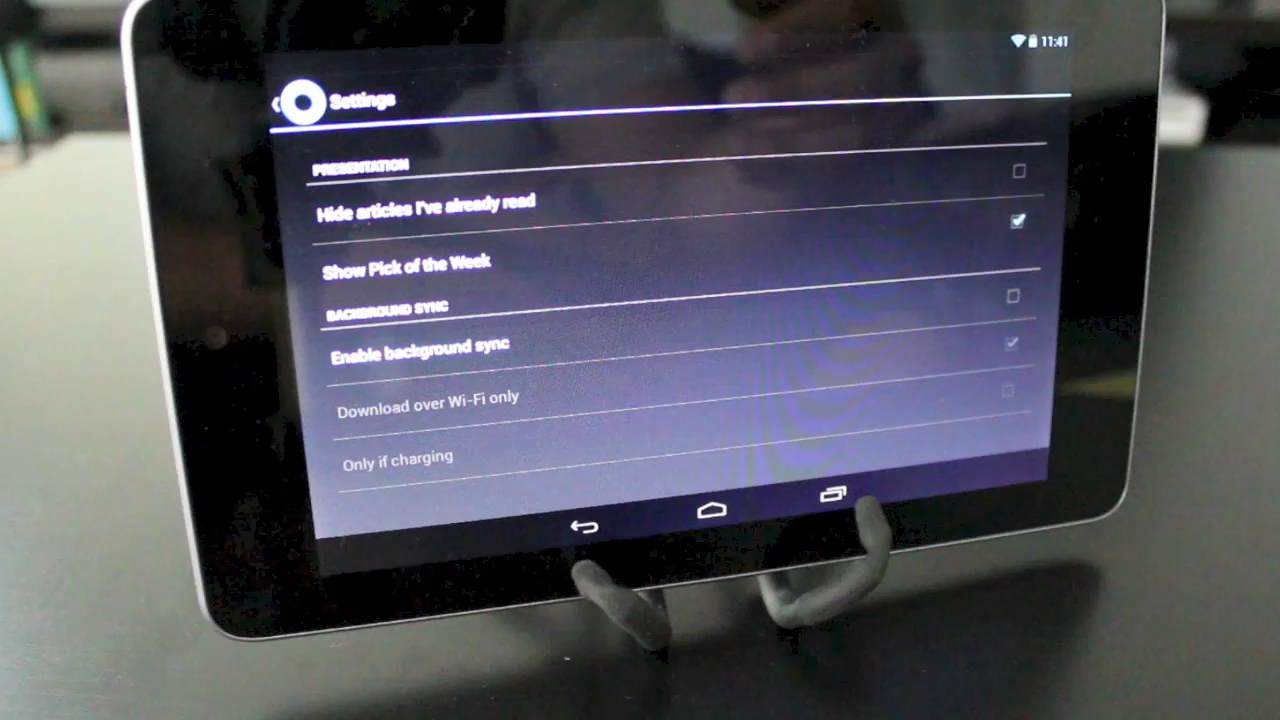 11:41
Settings
PRESENTATION
Hide articles I've already read
Show Pick of the Week
BACKGROUND SYNC
Enable background sync
Download over Wi-Fi only
Only if charging